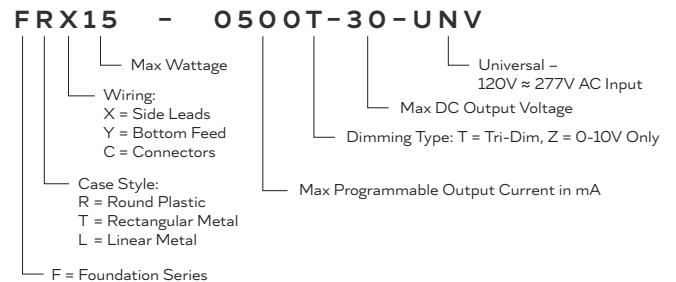 FRX15 - 0500T-30-UNV
Max Wattage
Universal –
120V ≈ 277V AC Input
Wiring:
X = Side Leads
Y = Bottom Feed
C = Connectors
Max DC Output Voltage
Dimming Type: T = Tri-Dim, Z = 0-10V Only
Case Style:
R = Round Plastic
T = Rectangular Metal
L = Linear Metal
Max Programmable Output Current in mA
F = Foundation Series